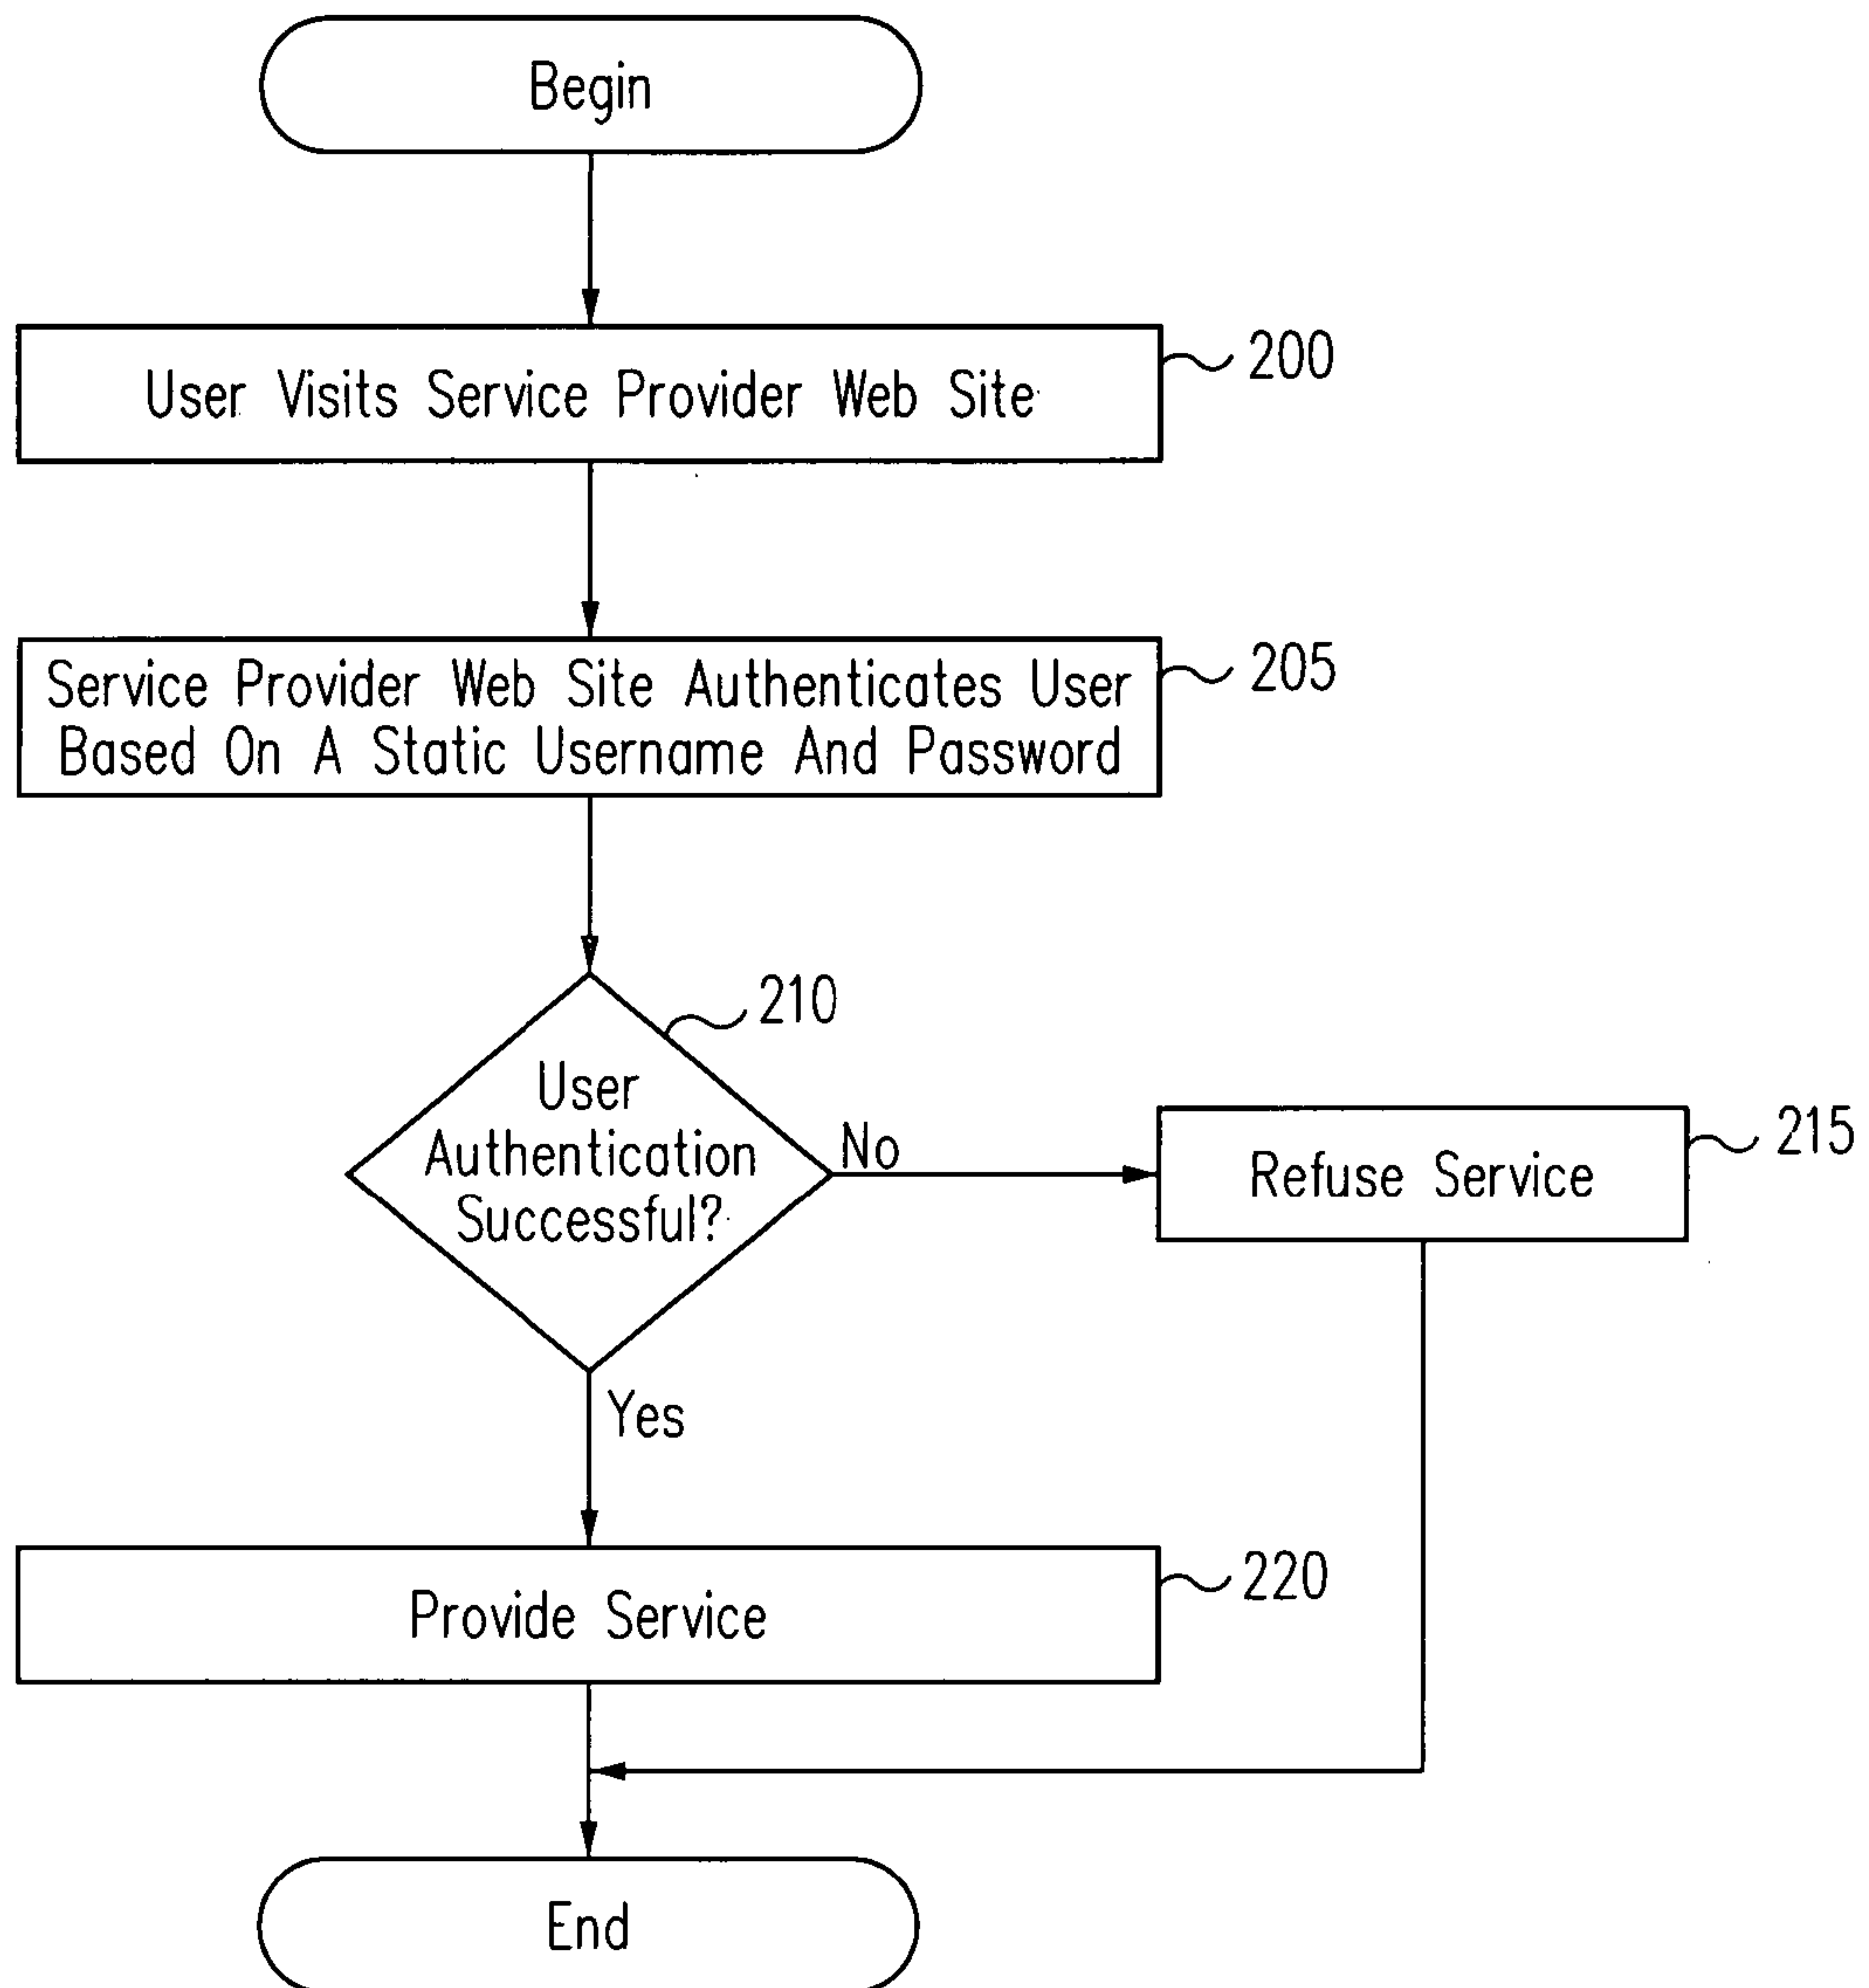 Begin
User Visits Service Provider Web Site
200
Service Provider Web Site Authenticates User
Based On A Static Username And Password
205
210
User
Authentication
Successful?
No
Refuse Service
215
Yes
Provide Service
220
End